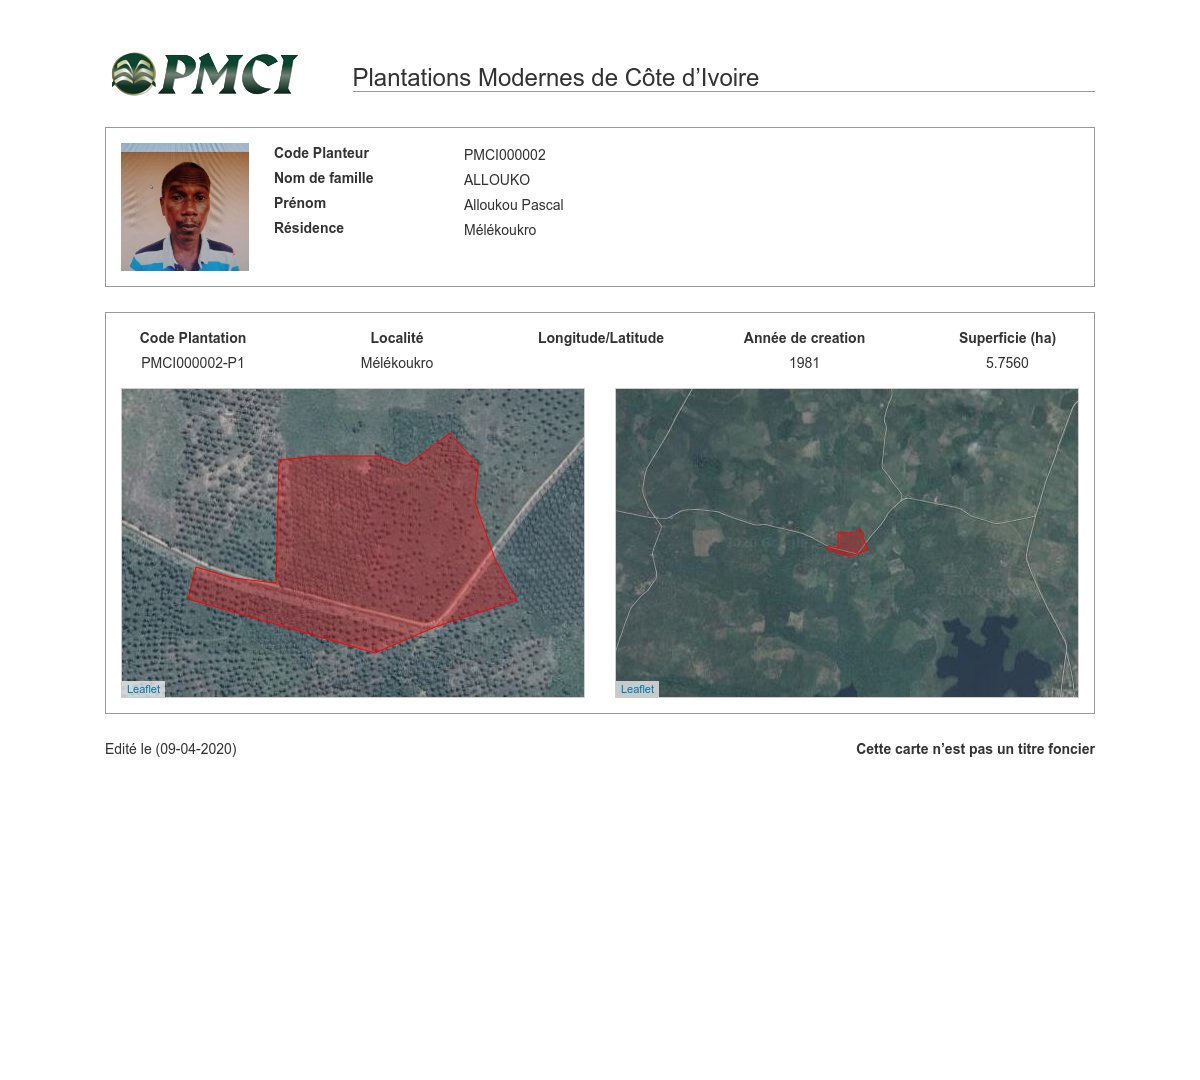 PMCI
Plantations Modernes de Côte d’Ivoire
Code Planteur PMCI000002
Nom de famille ALLOUKO
Prénom Alloukou Pascal
Résidence Mélékoukro
Code Plantation Localité Longitude/Latitude Année de creation Superficie (ha)
PMCI000002-P1 Mélékoukro 1981 5.7560
Leaflet Leaflet
Edité le (09-04-2020) Cette carte n’est pas un titre foncier